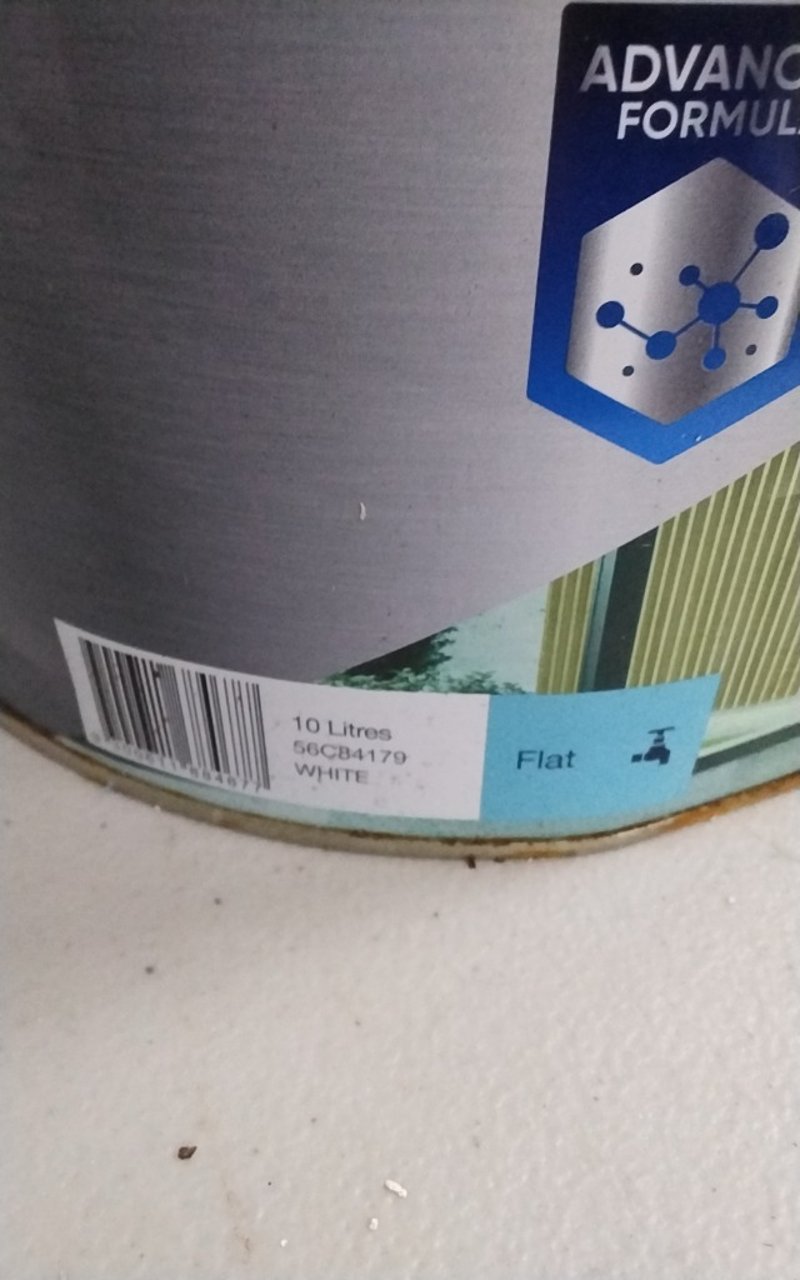 ADVANC
FORMUL
10 Litres
56C84179
WHITE
Flat